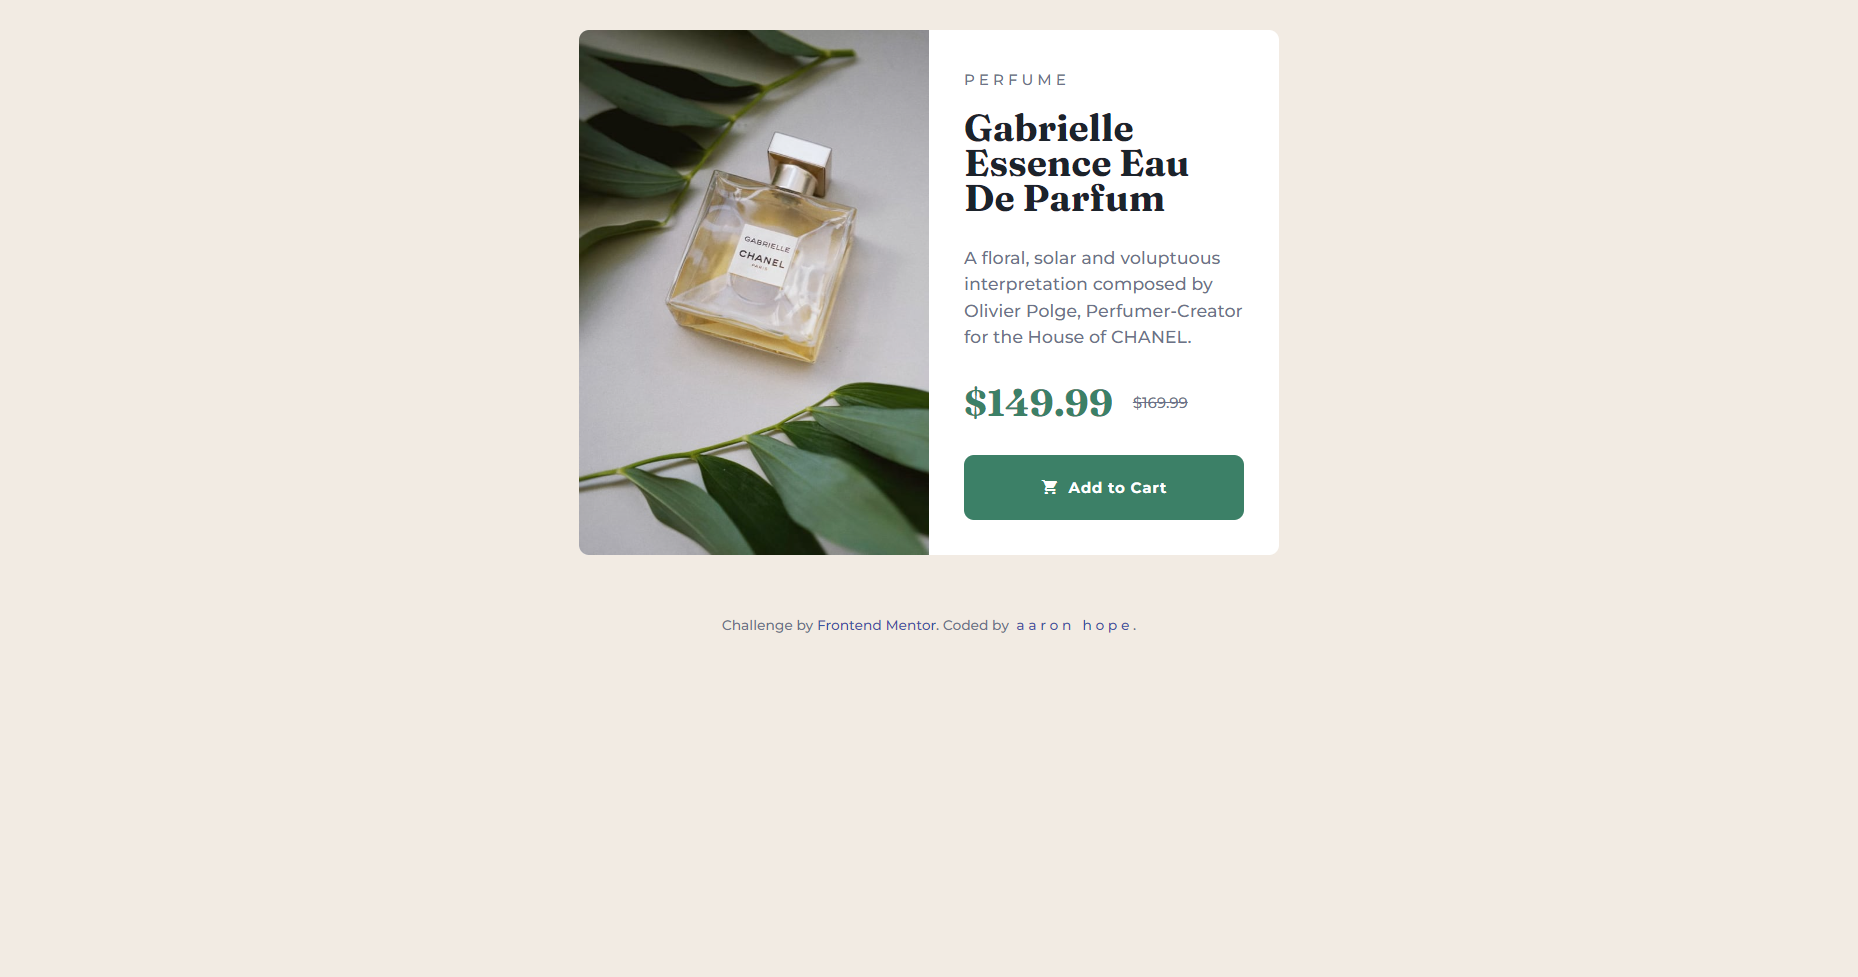 GABRIELLE
CHANEL
PARIS
PERFUME
Gabrielle
Essence Eau
De Parfum
A floral, solar and voluptuous
interpretation composed by
Olivier Polge, Perfumer-Creator
for the House of CHANEL.
$149.99 $169.99
Add to Cart
Challenge by Frontend Mentor. Coded by aaron hope.